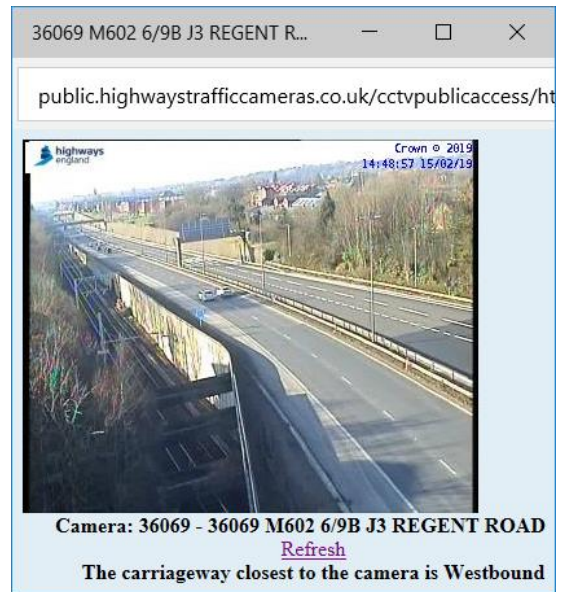 36069 M602 6/9B J3 REGENT R...
public.highwaystrafficcameras.co.uk/cctvpublicaccess/ht
highways
england
Crown © 2019
14:48:57 15/02/19
Camera: 36069 - 36069 M602 6/9B J3 REGENT ROAD
Refresh
The carriageway closest to the camera is Westbound